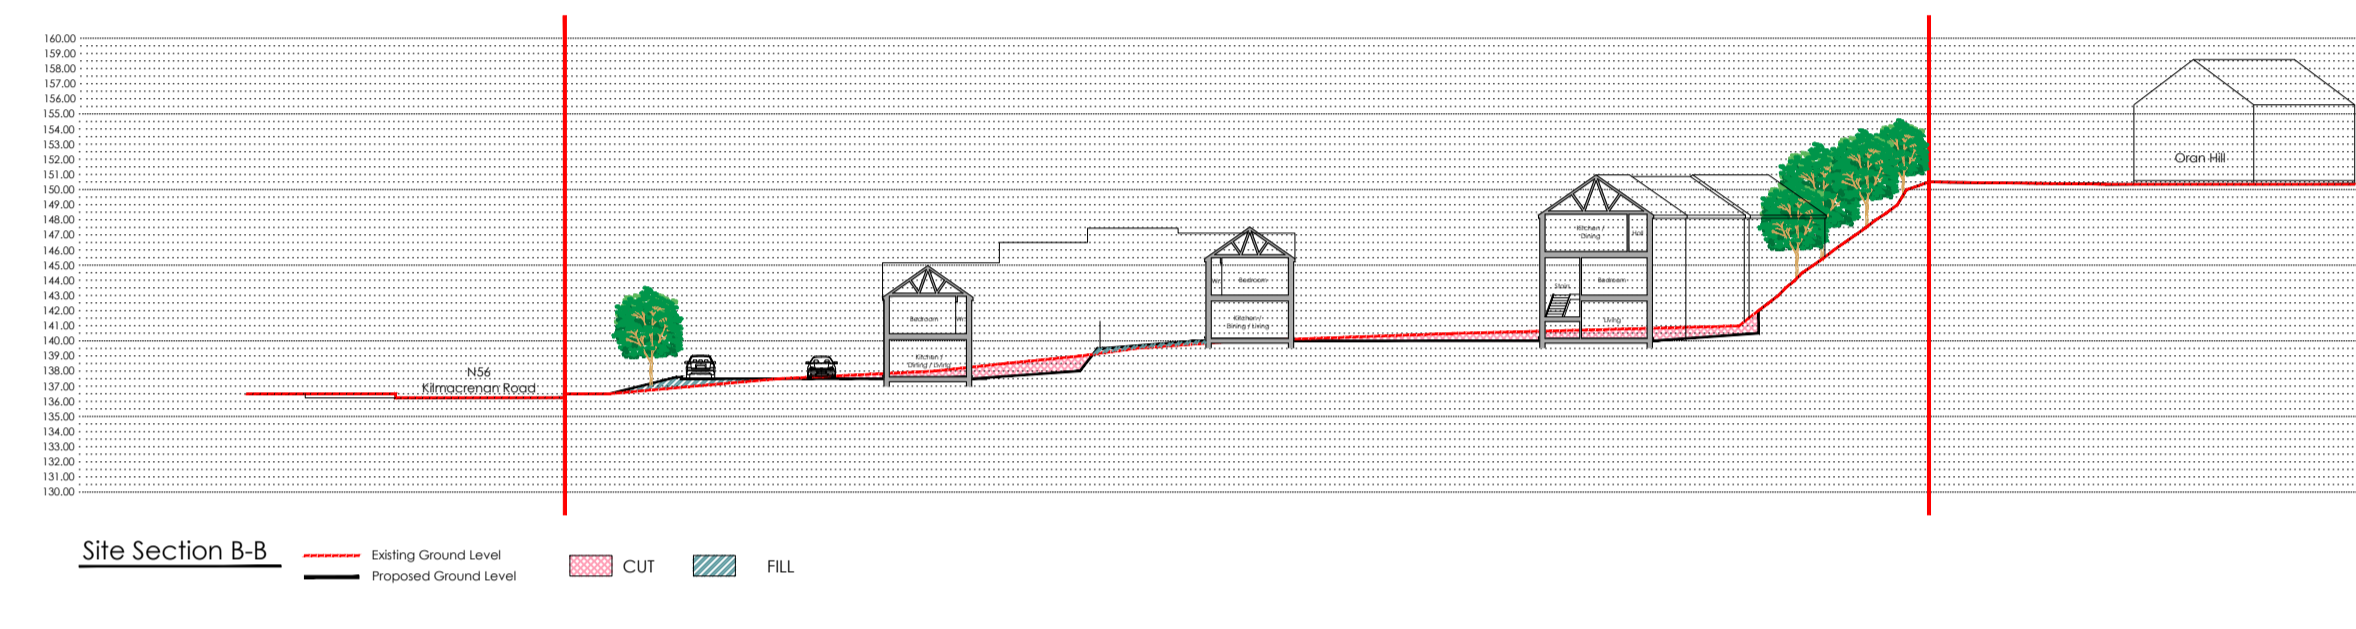 160.00
159.00
158.00
157.00
156.00
155.00
154.00
153.00
152.00
151.00
150.00
149.00
148.00
147.00
146.00
145.00
144.00
143.00
142.00
141.00
140.00
139.00
138.00
137.00
136.00
135.00
134.00
133.00
132.00
131.00
130.00
N56
Kilmacrenan Road
Bedroom
Kitchen /
Dining / Living
Bedroom
Kitchen /
Dining / Living
Kitchen /
Dining
Hall
Stairs
Bedroom
Living
Oran Hill
Site Section B-B
Existing Ground Level
Proposed Ground Level
CUT
FILL